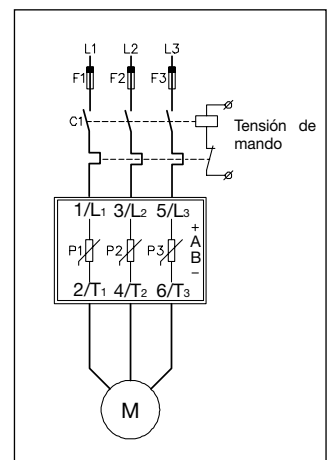 L1 L2 L3
F1 F2 F3
C1
Tensión de
mando
1/L1 3/L2 5/L3
P1 P2 P3
+
A
B
−
2/T1 4/T2 6/T3
M